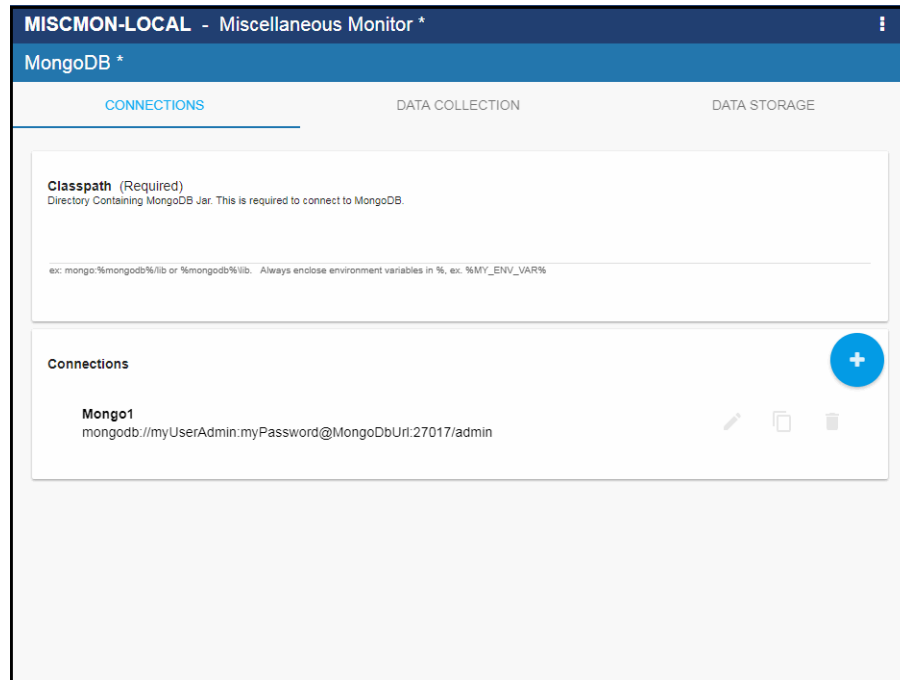 MISCMON-LOCAL - Miscellaneous Monitor *
MongoDB *
CONNECTIONS DATA COLLECTION DATA STORAGE
Classpath (Required)
Directory Containing MongoDB Jar. This is required to connect to MongoDB.
ex: mongo:%mongodb%/lib or %mongodb%\lib. Always enclose environment variables in %, ex. %MY_ENV_VAR%
Connections
Mongo1
mongodb://myUserAdmin:myPassword@MongoDbUrl:27017/admin